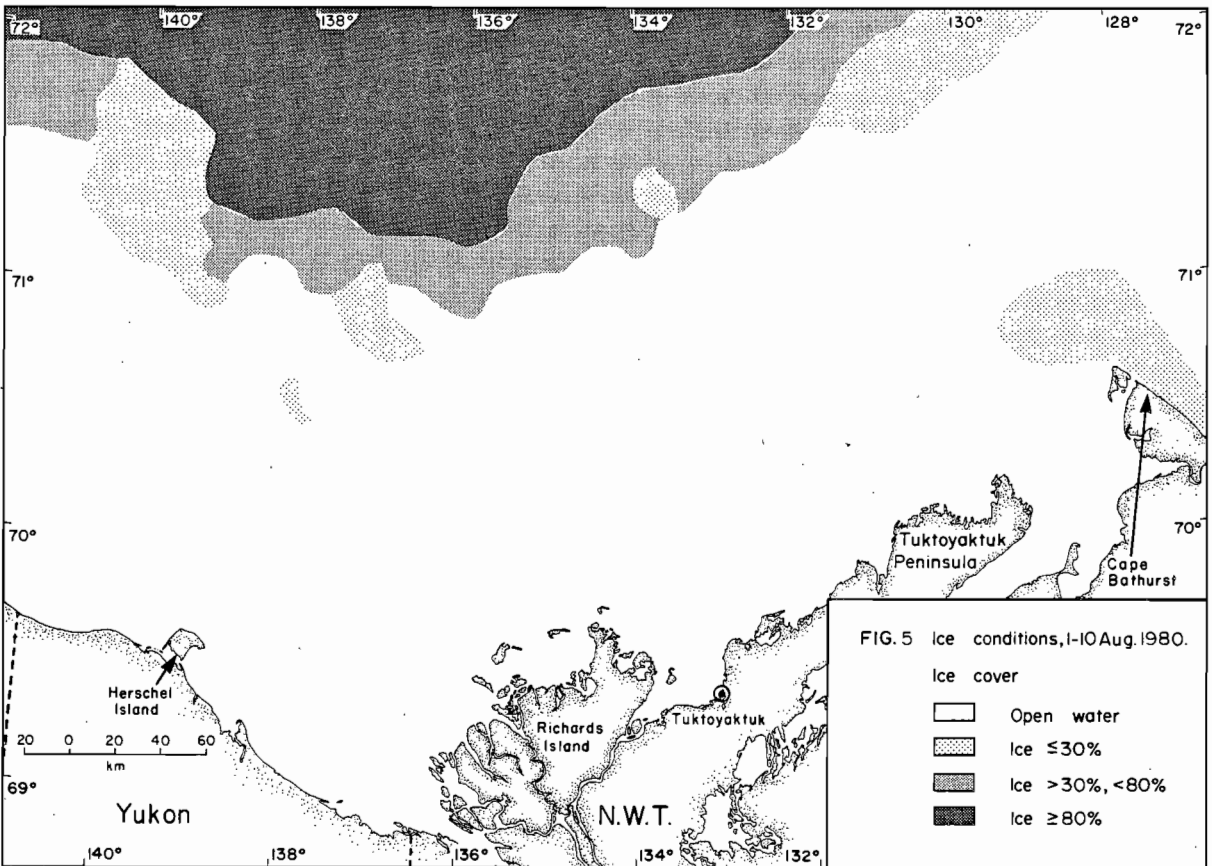 72° 140° 138° 136° 134° 132° 130° 128° 72°
71° 71°
70° 70°
Tuktoyaktuk
Peninsula
Cape
Bathurst
Herschel
Island
Richards
Island
Tuktoyaktuk
20 0 20 40 60
km
69°
Yukon
N.W.T.
140° 138° 136° 134° 132°
FIG. 5 Ice conditions, 1-10 Aug. 1980.
Ice cover
Open water
Ice ≤30%
Ice >30%, <80%
Ice ≥80%